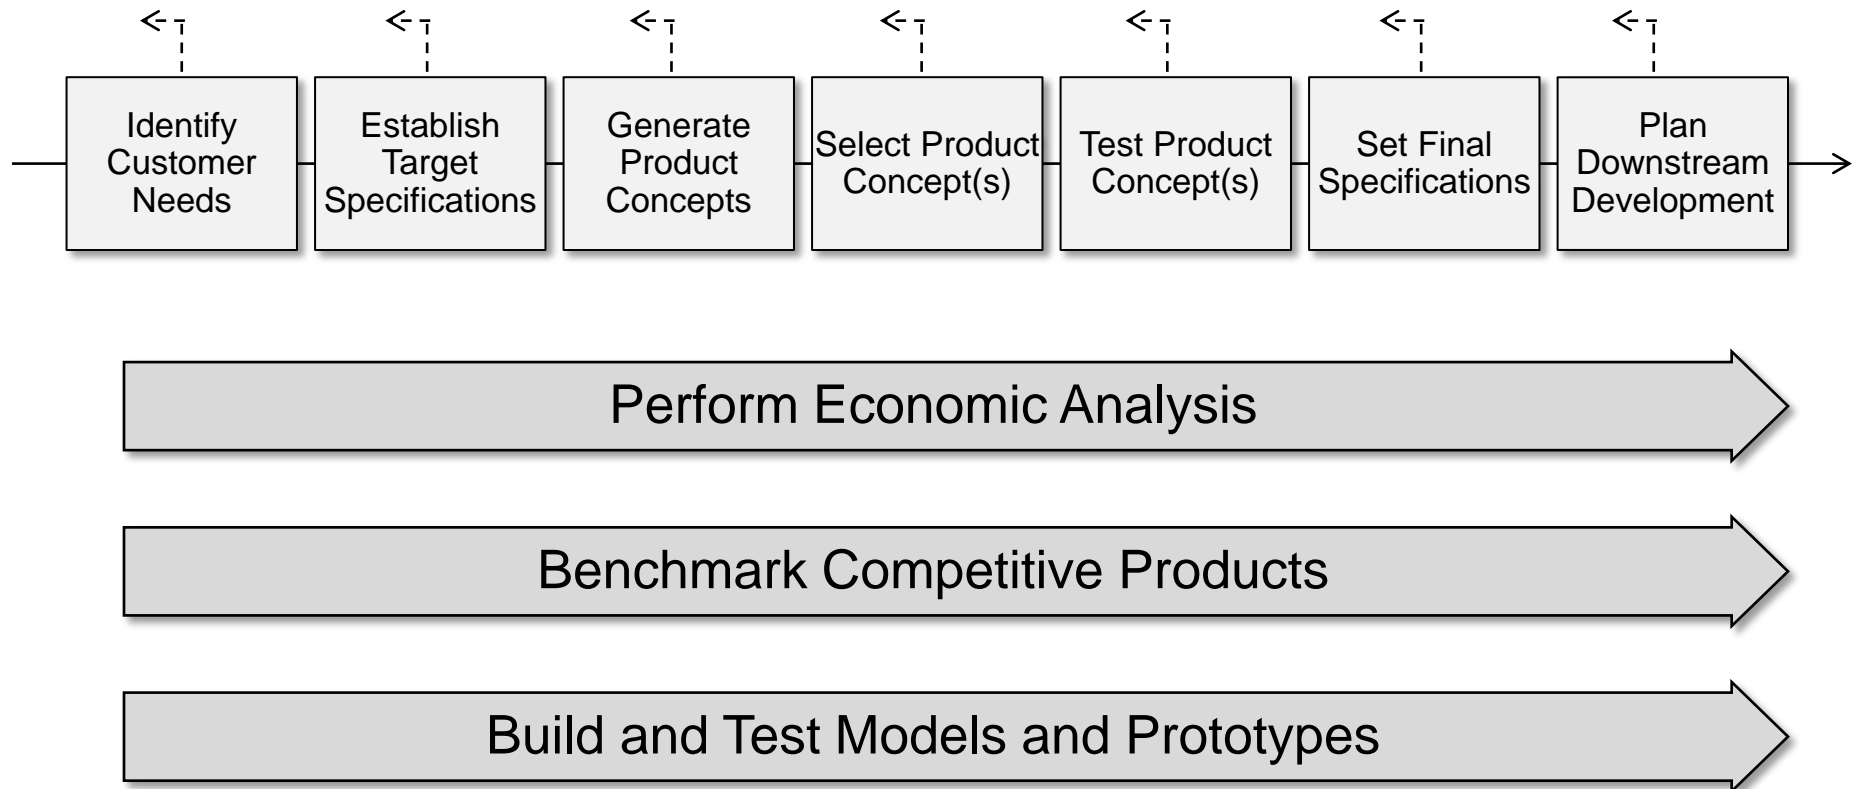 Identify
Customer
Needs
Establish
Target
Specifications
Generate
Product
Concepts
Select Product
Concept(s)
Test Product
Concept(s)
Set Final
Specifications
Plan
Downstream
Development
Perform Economic Analysis
Benchmark Competitive Products
Build and Test Models and Prototypes